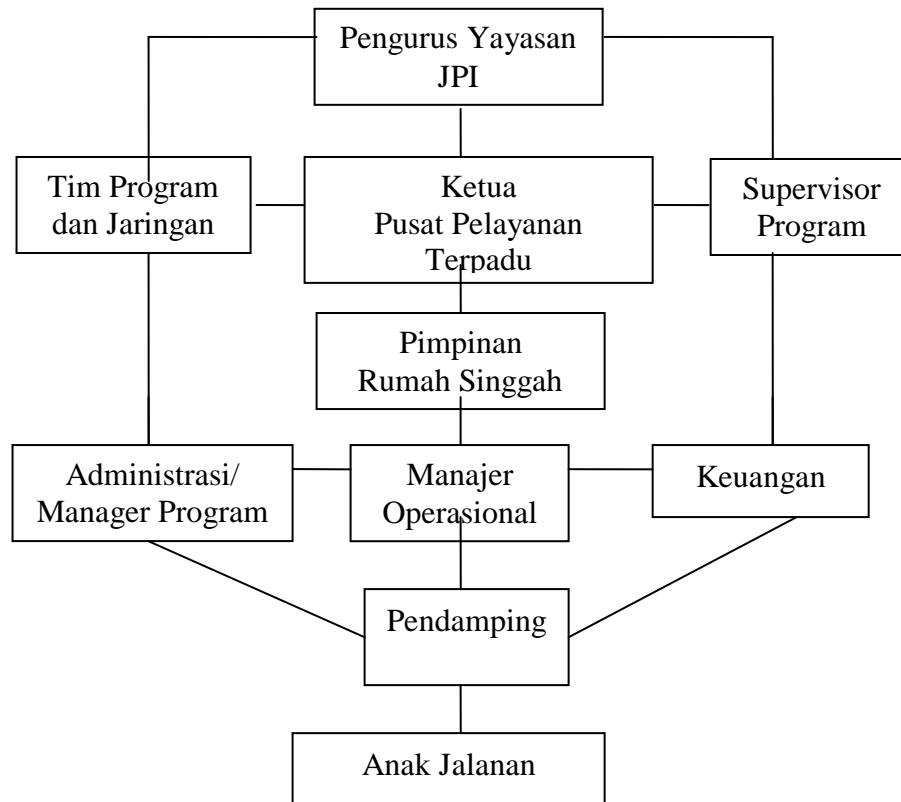 Pengurus Yayasan
JPI
Tim Program
dan Jaringan
Ketua
Pusat Pelayanan
Terpadu
Supervisor
Program
Pimpinan
Rumah Singgah
Administrasi/
Manager Program
Manajer
Operasional
Keuangan
Pendamping
Anak Jalanan